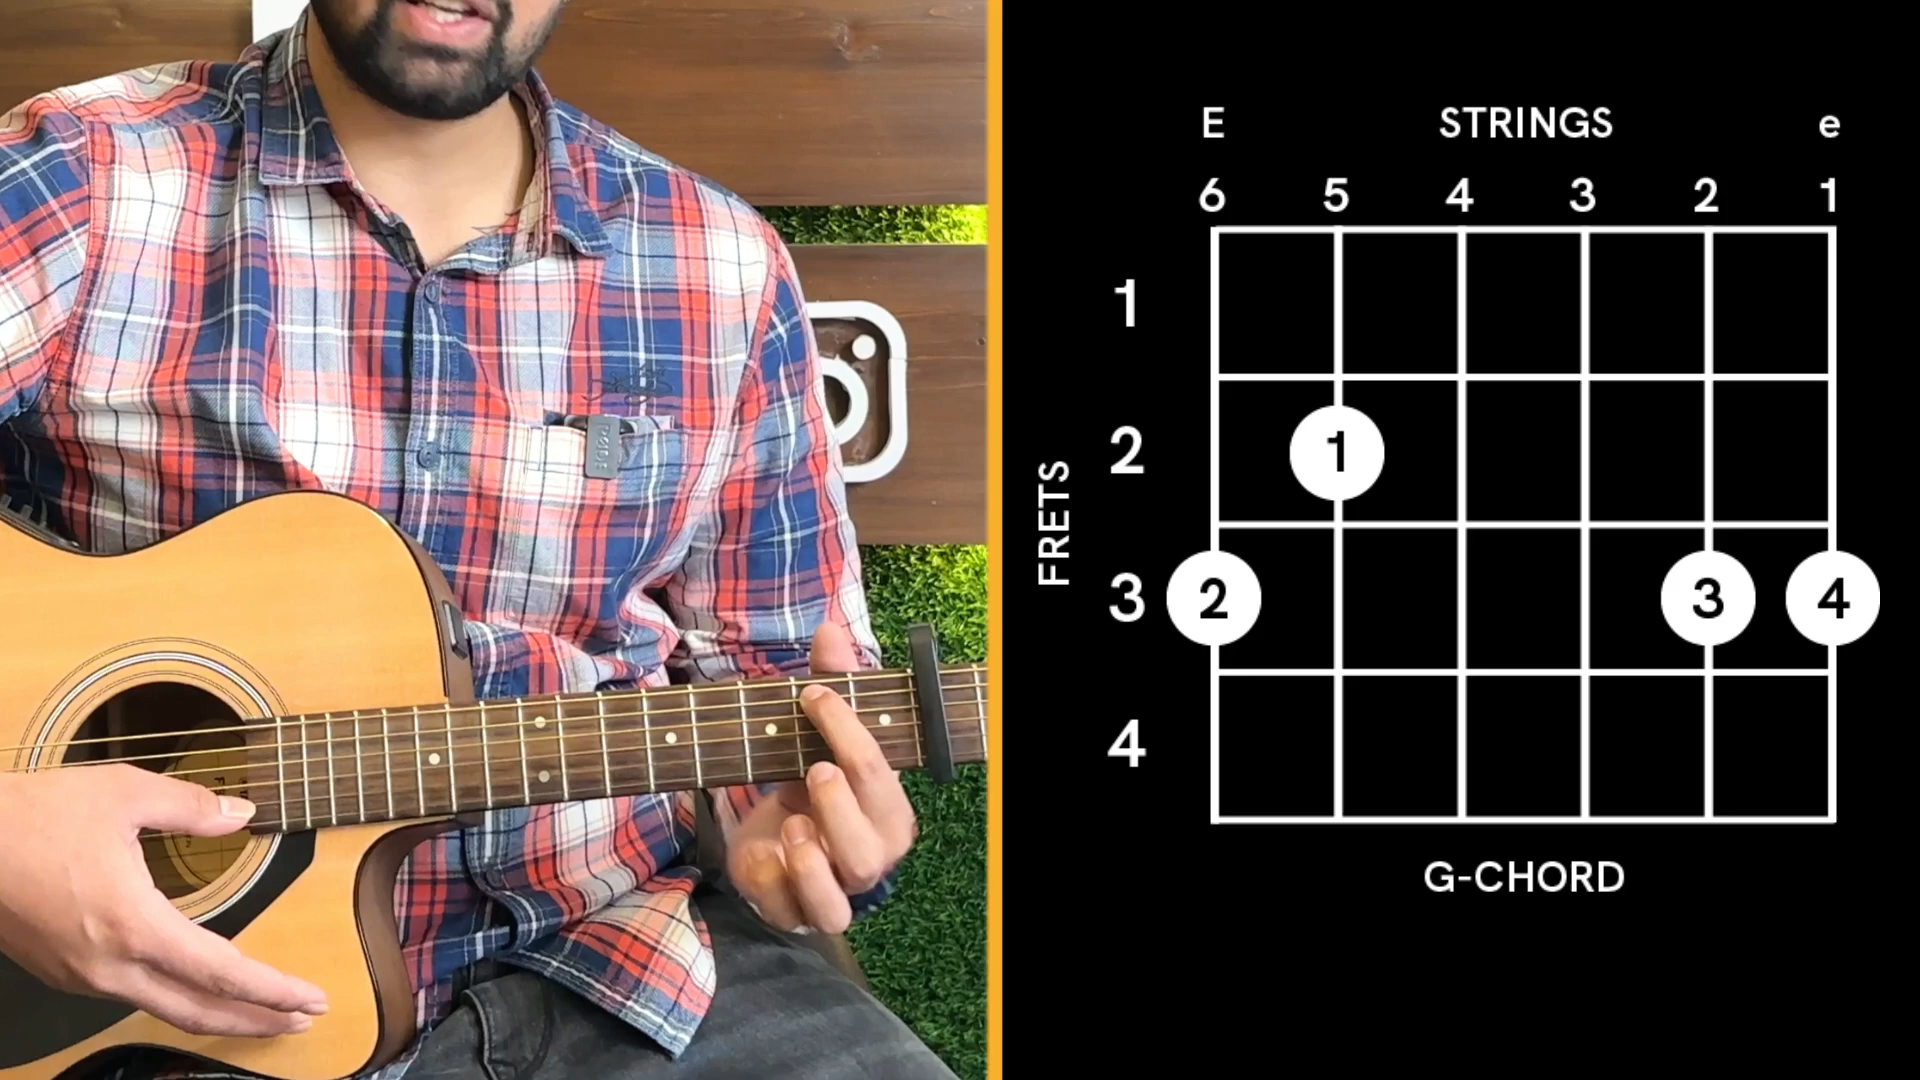 E STRINGS e
6 5 4 3 2 1
1
2
FRETS
3
4
1
2 3 4
G-CHORD